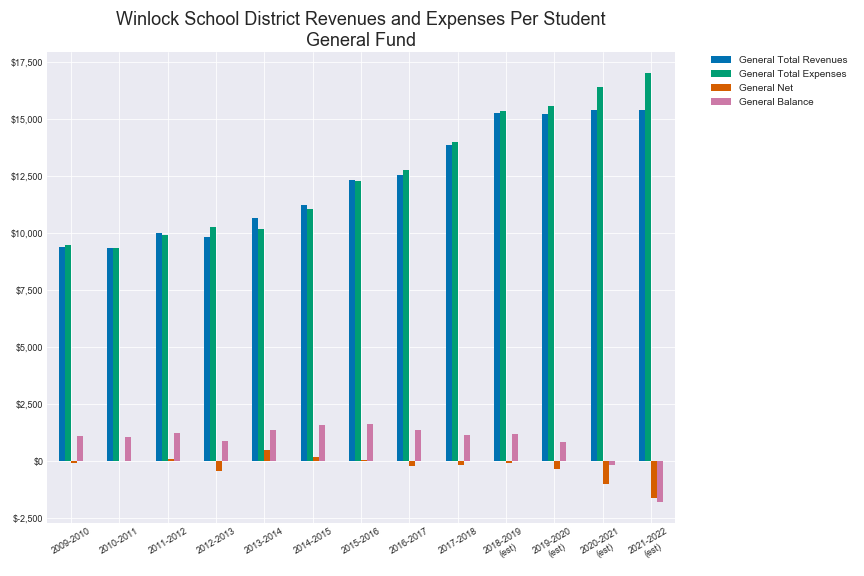 Winlock School District Revenues and Expenses Per Student
General Fund
General Total Revenues
General Total Expenses
General Net
General Balance
$17,500
$15,000
$12,500
$10,000
$7,500
$5,000
$2,500
$0
$-2,500
2009-2010
2010-2011
2011-2012
2012-2013
2013-2014
2014-2015
2015-2016
2016-2017
2017-2018
2018-2019
(est)
2019-2020
(est)
2020-2021
(est)
2021-2022
(est)